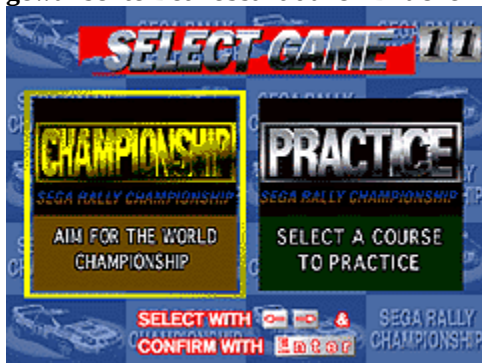 SELECT GAME 11
CHAMPIONSHIP
SEGA RALLY CHAMPIONSHIP
AIM FOR THE WORLD
CHAMPIONSHIP
PRACTICE
SEGA RALLY CHAMPIONSHIP
SELECT A COURSE
TO PRACTICE
SELECT WITH &
CONFIRM WITH Enter
SEGA RALLY
CHAMPIONSHIP